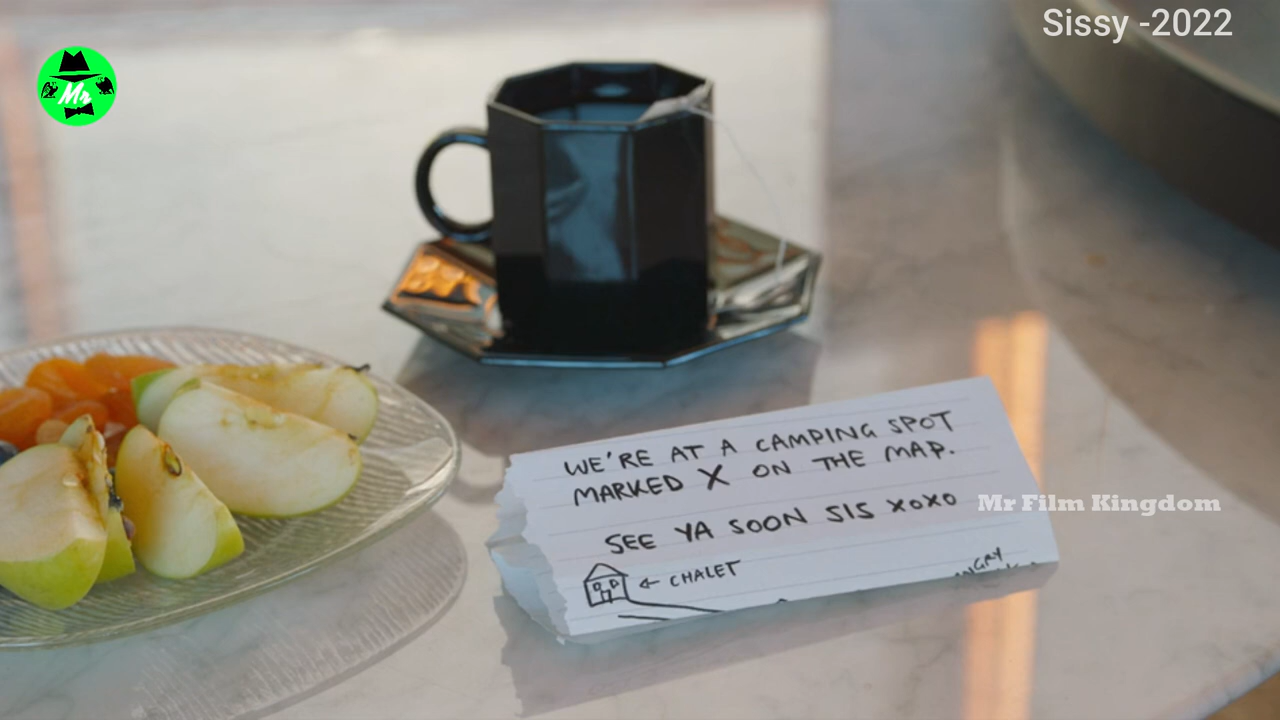 Sissy -2022
Mr
WE'RE AT A CAMPING SPOT
MARKED X ON THE MAP.
SEE YA SOON SIS XOXO
Mr Film Kingdom
← CHALET